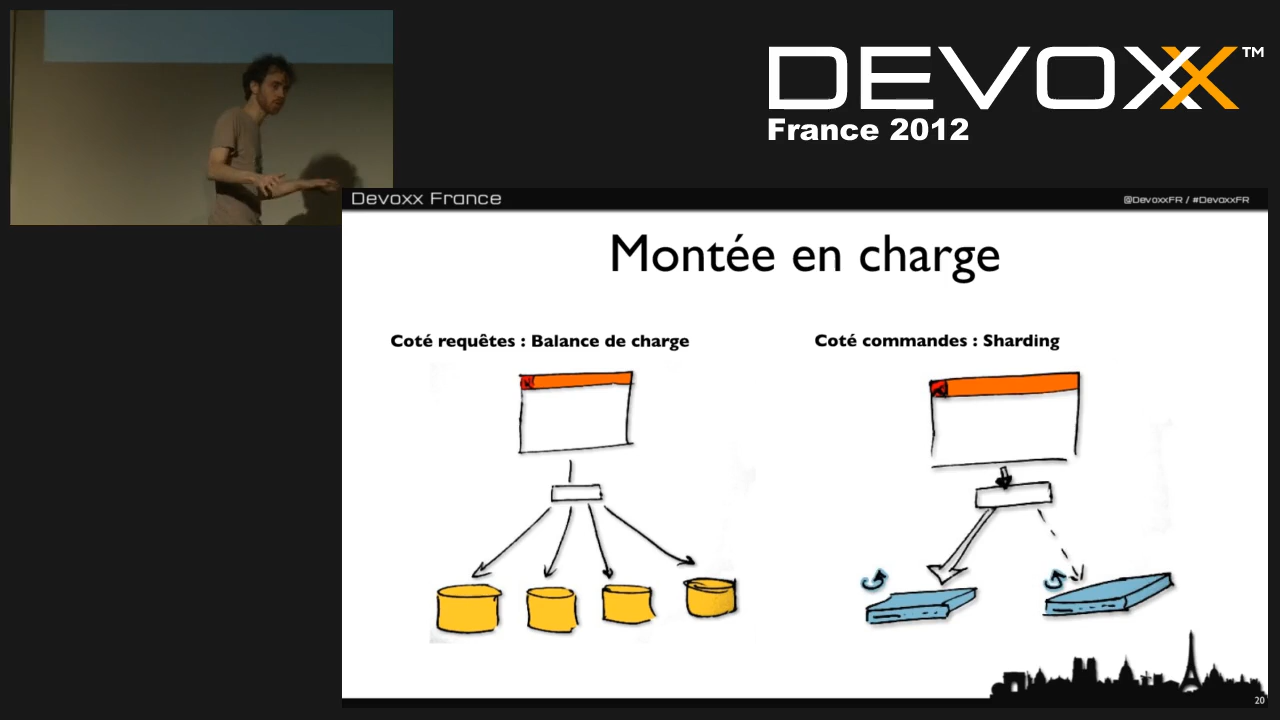 DEVOXX™
France 2012
Devoxx France
@DevoxxFR / #DevoxxFR
Montée en charge
Coté requêtes : Balance de charge
Coté commandes : Sharding
20